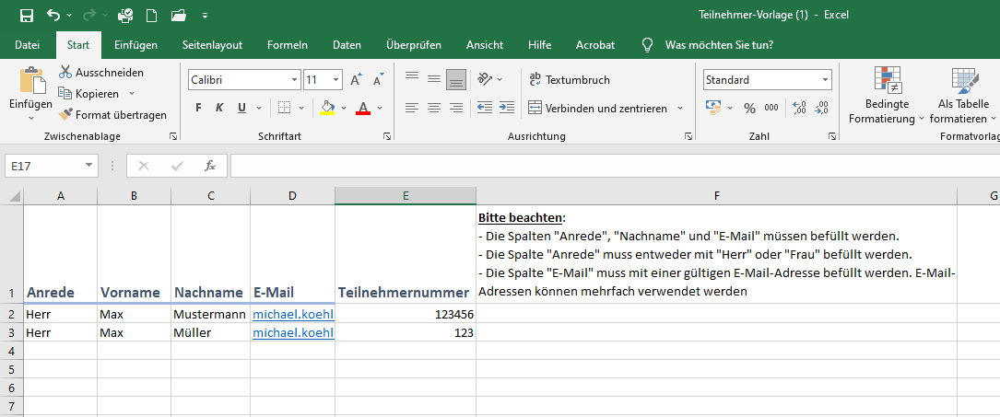 Teilnehmer-Vorlage (1) - Excel
Datei Start Einfügen Seitenlayout Formeln Daten Überprüfen Ansicht Hilfe Acrobat Was möchten Sie tun?
Einfügen
Ausschneiden
Kopieren
Format übertragen
Zwischenablage
Calibri 11
F K U
Schriftart
Textumbruch
Verbinden und zentrieren
Ausrichtung
Standard
% 000
Zahl
Bedingte
Formatierung
Als Tabelle
formatieren
Formatvorlag
E17 fx
A B C D E F G
Bitte beachten:
- Die Spalten "Anrede", "Nachname" und "E-Mail" müssen befüllt werden.
- Die Spalte "Anrede" muss entweder mit "Herr" oder "Frau" befüllt werden.
- Die Spalte "E-Mail" muss mit einer gültigen E-Mail-Adresse befüllt werden. E-Mail-
Adressen können mehrfach verwendet werden
1 Anrede Vorname Nachname E-Mail Teilnehmernummer
2 Herr Max Mustermann michael.koehl 123456
3 Herr Max Müller michael.koehl 123
4
5
6
7